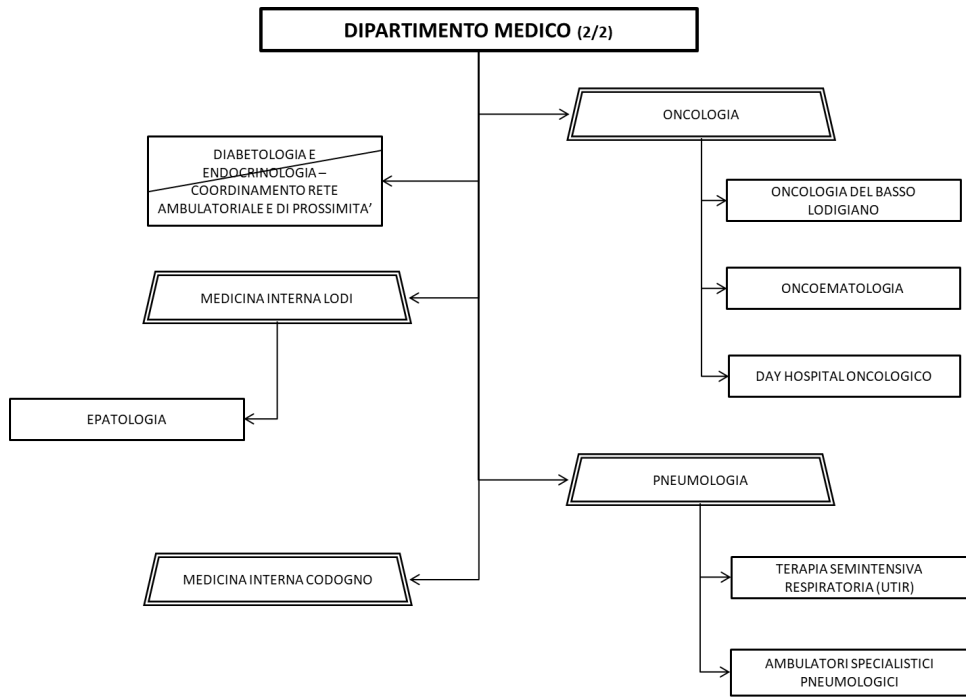 DIPARTIMENTO MEDICO (2/2)
ONCOLOGIA
DIABETOLOGIA E
ENDOCRINOLOGIA –
COORDINAMENTO RETE
AMBULATORIALE E DI PROSSIMITA’
ONCOLOGIA DEL BASSO
LODIGIANO
MEDICINA INTERNA LODI
ONCOEMATOLOGIA
DAY HOSPITAL ONCOLOGICO
EPATOLOGIA
PNEUMOLOGIA
MEDICINA INTERNA CODOGNO
TERAPIA SEMINTENSIVA
RESPIRATORIA (UTIR)
AMBULATORI SPECIALISTICI
PNEUMOLOGICI